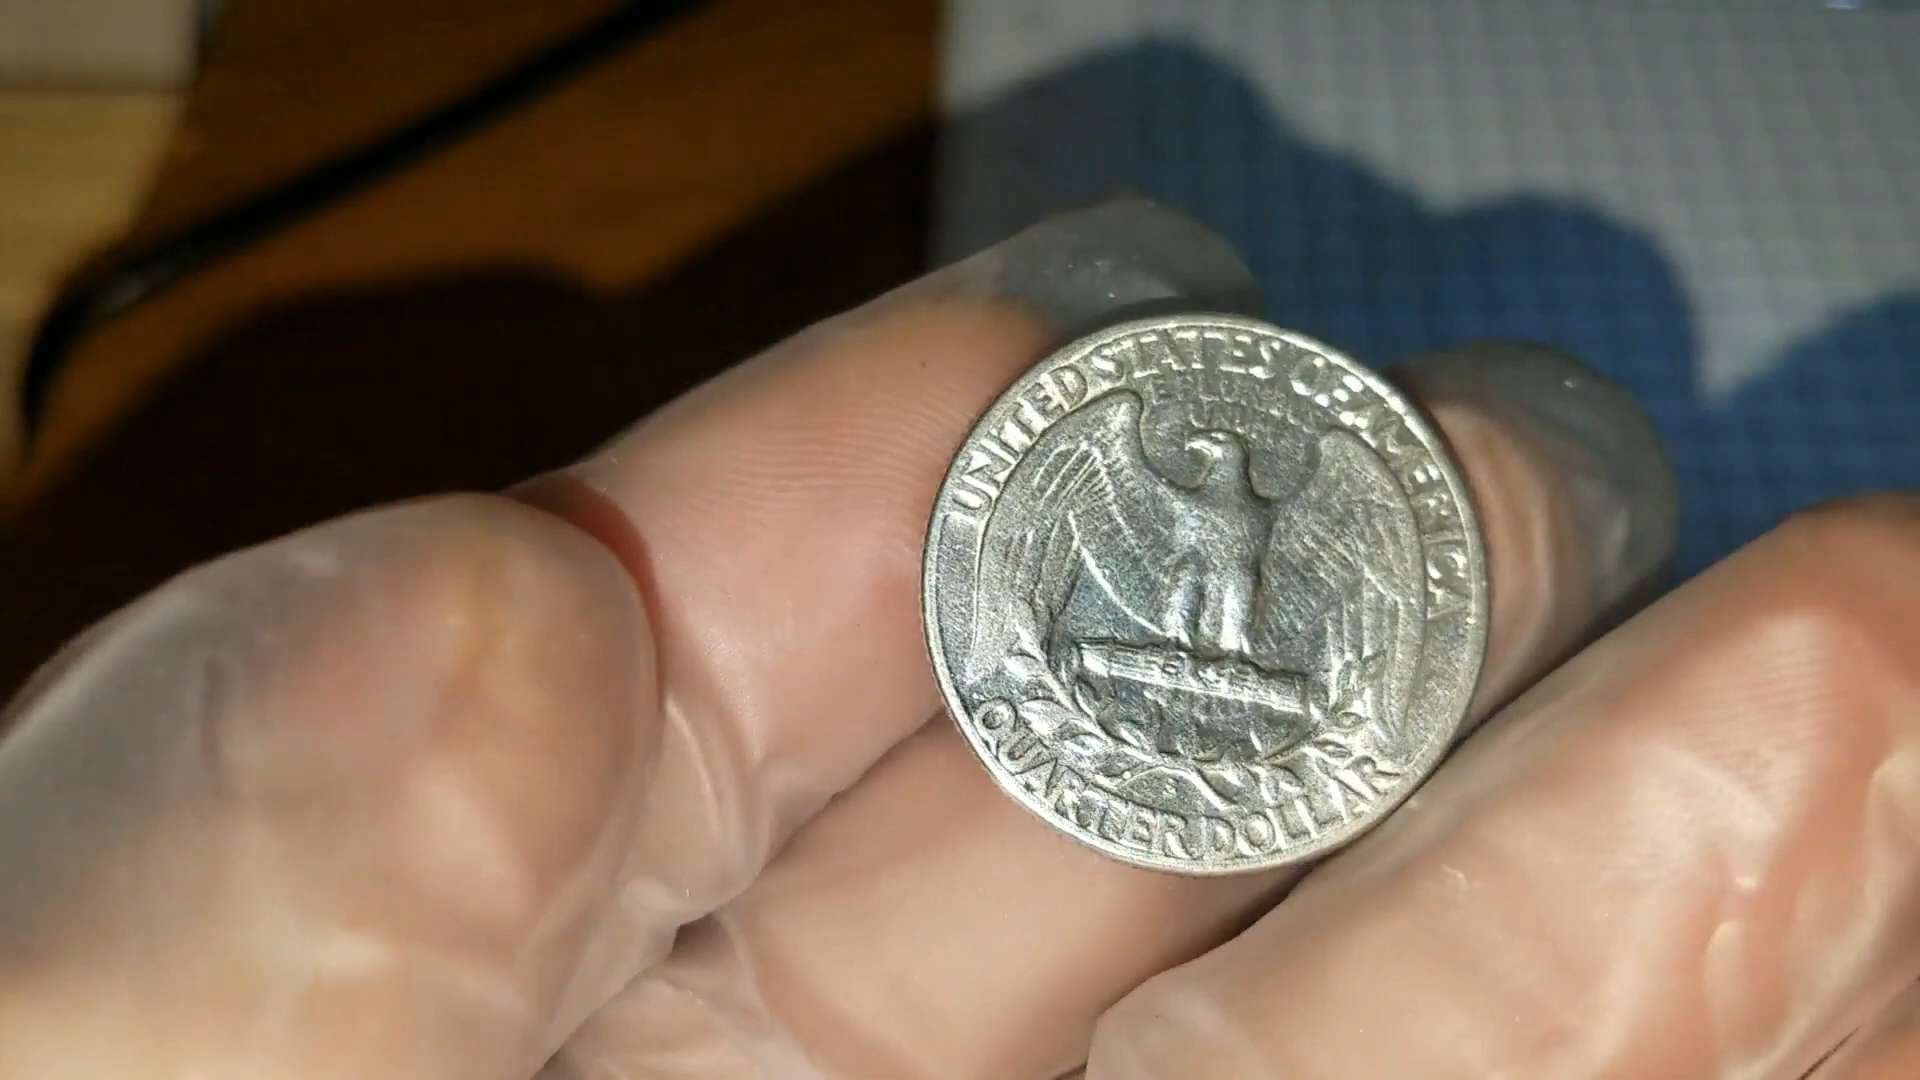 UNITED STATES OF AMERICA
E PLURIBUS
UNUM
QUARTER DOLLAR